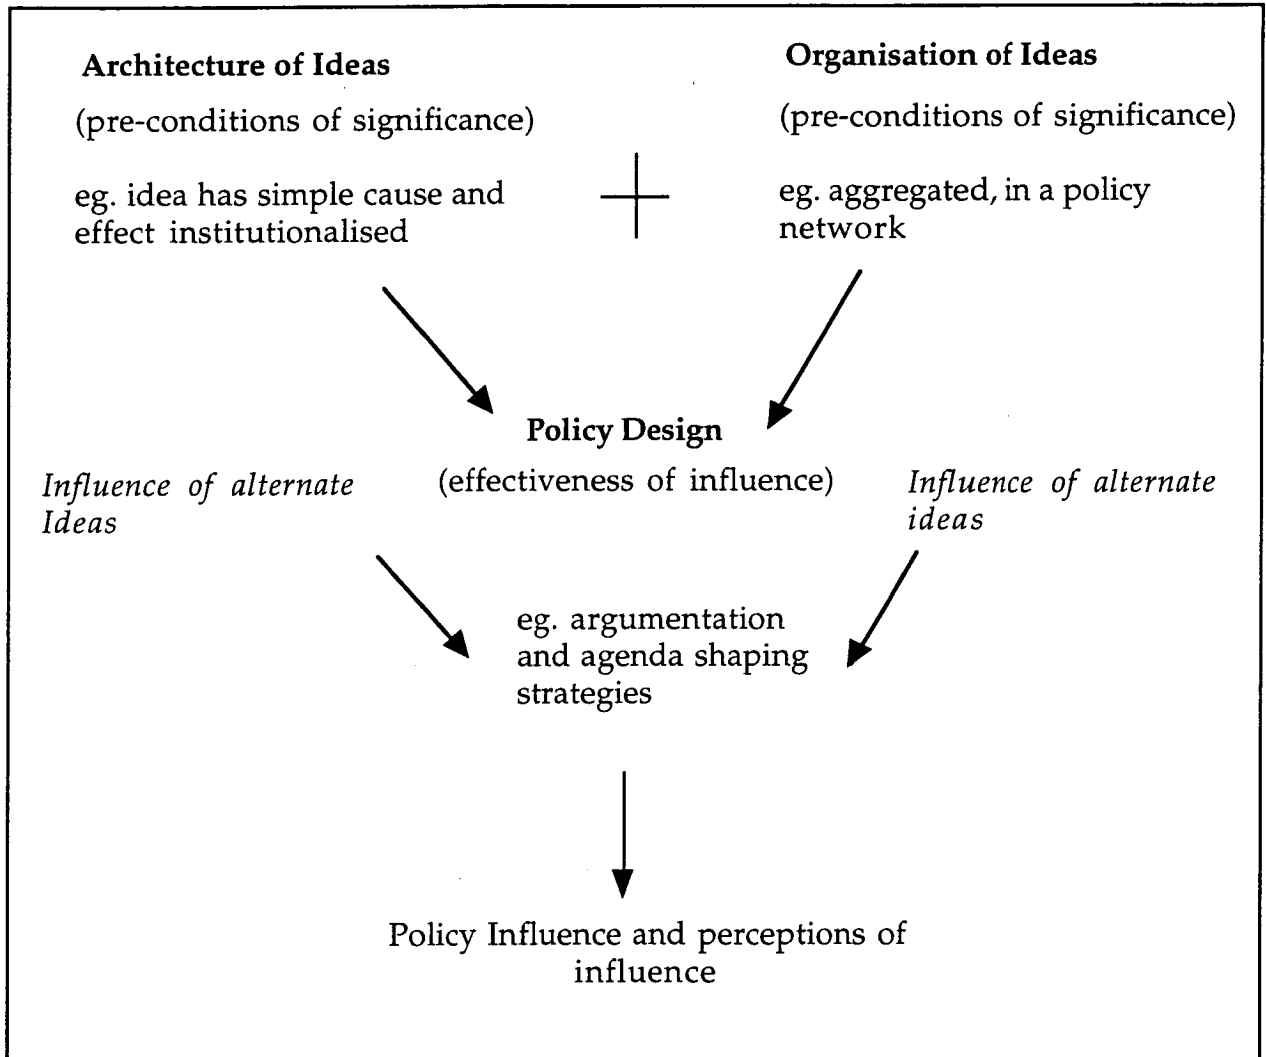 Architecture of Ideas
(pre-conditions of significance)
eg. idea has simple cause and
effect institutionalised
Organisation of Ideas
(pre-conditions of significance)
eg. aggregated, in a policy
network
Policy Design
(effectiveness of influence)
Influence of alternate
Ideas
Influence of alternate
ideas
eg. argumentation
and agenda shaping
strategies
Policy Influence and perceptions of
influence